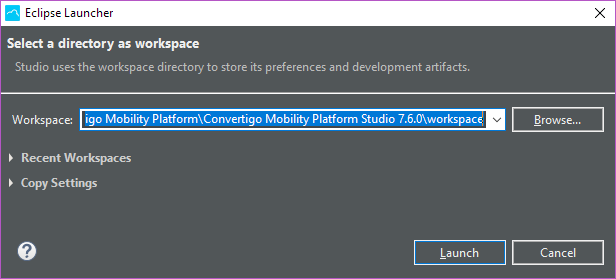 Eclipse Launcher
Select a directory as workspace
Studio uses the workspace directory to store its preferences and development artifacts.
Workspace: igo Mobility Platform\Convertigo Mobility Platform Studio 7.6.0\workspace Browse...
Recent Workspaces
Copy Settings
? Launch Cancel